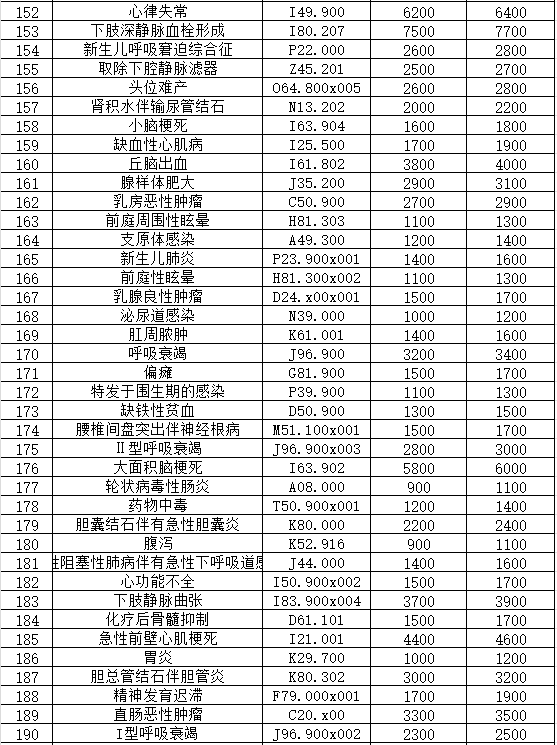 152 心律失常 I49.900 6200 6400
153 下肢深静脉血栓形成 I80.207 7500 7700
154 新生儿呼吸窘迫综合征 P22.000 2600 2800
155 取除下腔静脉滤器 Z45.201 2500 2700
156 头位难产 O64.800x005 2600 2800
157 肾积水伴输尿管结石 N13.202 2000 2200
158 小脑梗死 I63.904 1600 1800
159 缺血性心肌病 I25.500 1700 1900
160 丘脑出血 I61.802 3800 4000
161 腺样体肥大 J35.200 2900 3100
162 乳房恶性肿瘤 C50.900 2700 2900
163 前庭周围性眩晕 H81.303 1100 1300
164 支原体感染 A49.300 1200 1400
165 新生儿肺炎 P23.900x001 1400 1600
166 前庭性眩晕 H81.300x002 1100 1300
167 乳腺良性肿瘤 D24.x00x001 1500 1700
168 泌尿道感染 N39.000 1000 1200
169 肛周脓肿 K61.001 1400 1600
170 呼吸衰竭 J96.900 3200 3400
171 偏瘫 G81.900 1500 1700
172 特发于围生期的感染 P39.900 1100 1300
173 缺铁性贫血 D50.900 1300 1500
174 腰椎间盘突出伴神经根病 M51.100x001 1500 1700
175 Ⅱ型呼吸衰竭 J96.900x003 2800 3000
176 大面积脑梗死 I63.902 5800 6000
177 轮状病毒性肠炎 A08.000 900 1100
178 药物中毒 T50.900x001 1200 1400
179 胆囊结石伴有急性胆囊炎 K80.000 2200 2400
180 腹泻 K52.916 900 1100
181 性阻塞性肺病伴有急性下呼吸道感 J44.000 1400 1600
182 心功能不全 I50.900x002 1500 1700
183 下肢静脉曲张 I83.900x004 3700 3900
184 化疗后骨髓抑制 D61.101 1500 1700
185 急性前壁心肌梗死 I21.001 4400 4600
186 胃炎 K29.700 1000 1200
187 胆总管结石伴胆管炎 K80.302 3000 3200
188 精神发育迟滞 F79.000x001 1700 1900
189 直肠恶性肿瘤 C20.x00 3300 3500
190 I型呼吸衰竭 J96.900x002 2300 2500